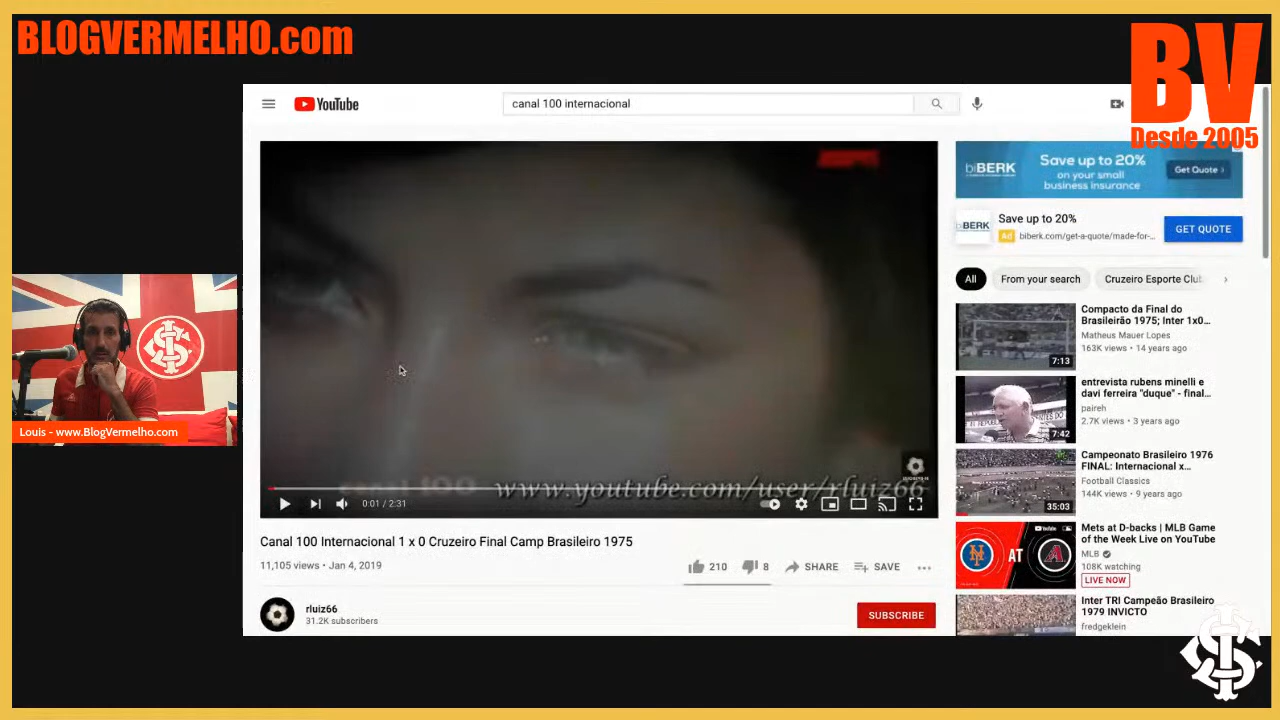 BLOGVERMELHO.com
BV
Desde 2005
YouTube
canal 100 internacional
www.youtube.com/user/rluiz66
0:01 / 2:31
Canal 100 Internacional 1 x 0 Cruzeiro Final Camp Brasileiro 1975
11,105 views • Jan 4, 2019
210
8
SHARE
SAVE
rluiz66
31.2K subscribers
SUBSCRIBE
biBERK
Save up to 20%
on your small
business insurance
Get Quote ›
biBERK
Save up to 20%
Ad biberk.com/get-a-quote/made-for-...
GET QUOTE
All
From your search
Cruzeiro Esporte Club
Compacto da Final do
Brasileirão 1975; Inter 1x0...
Matheus Mauer Lopes
163K views • 14 years ago
7:13
entrevista rubens minelli e
davi ferreira "duque" - final...
paireh
2.7K views • 3 years ago
7:42
Campeonato Brasileiro 1976
FINAL: Internacional x...
Football Classics
144K views • 9 years ago
35:03
AT
Mets at D-backs | MLB Game
of the Week Live on YouTube
MLB
108K watching
LIVE NOW
Inter TRI Campeão Brasileiro
1979 INVICTO
fredgeklein
Louis - www.BlogVermelho.com